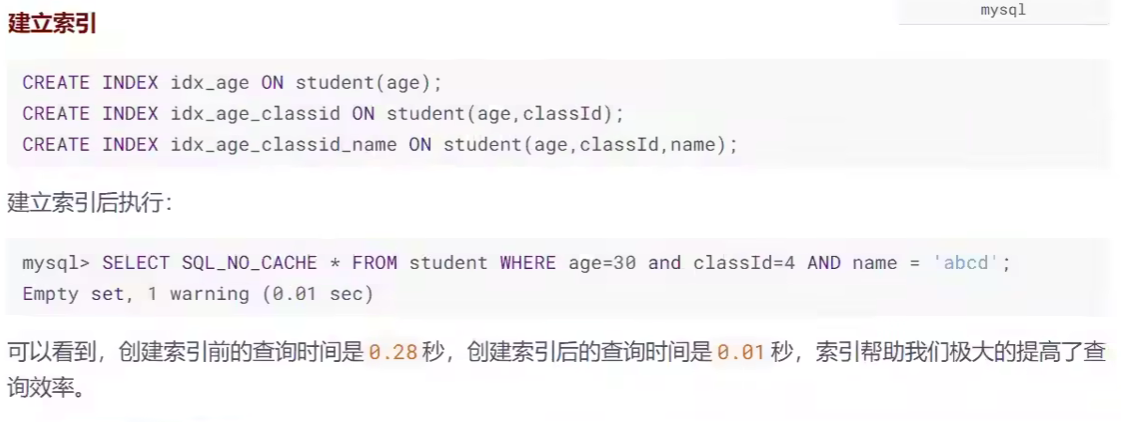 建立索引
mysql
CREATE INDEX idx_age ON student(age);
CREATE INDEX idx_age_classid ON student(age,classId);
CREATE INDEX idx_age_classid_name ON student(age,classId,name);
建立索引后执行：
mysql> SELECT SQL_NO_CACHE * FROM student WHERE age=30 and classId=4 AND name = 'abcd';
Empty set, 1 warning (0.01 sec)
可以看到，创建索引前的查询时间是 0.28 秒，创建索引后的查询时间是 0.01 秒，索引帮助我们极大的提高了查
询效率。